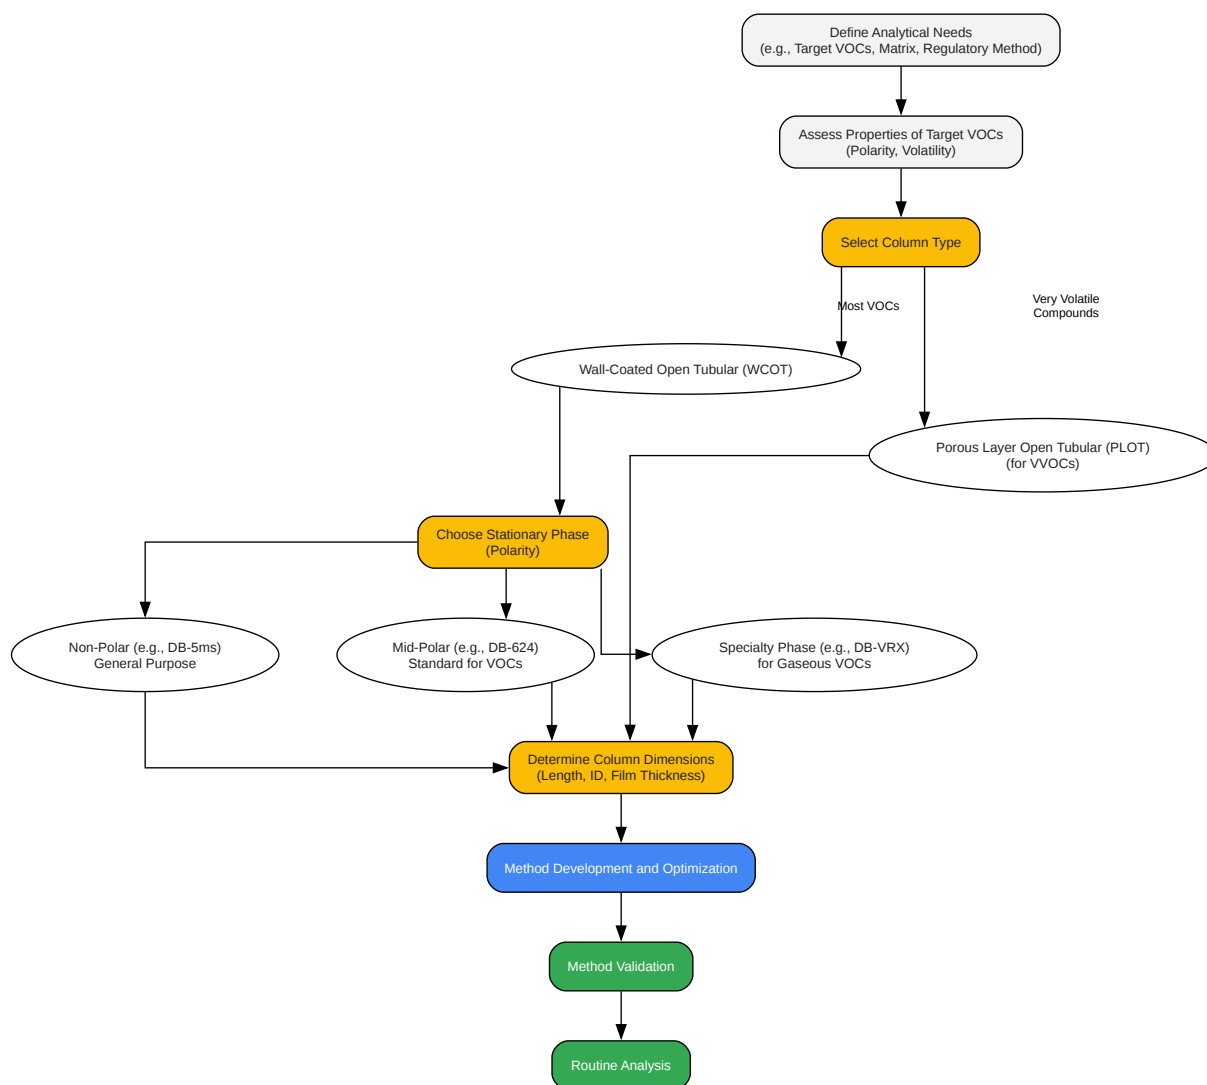 Define Analytical Needs
(e.g., Target VOCs, Matrix, Regulatory Method)
Assess Properties of Target VOCs
(Polarity, Volatility)
Select Column Type
Most VOCs
Very Volatile
Compounds
Wall-Coated Open Tubular (WCOT)
Porous Layer Open Tubular (PLOT)
(for VVOCs)
Choose Stationary Phase
(Polarity)
Non-Polar (e.g., DB-5ms)
General Purpose
Mid-Polar (e.g., DB-624)
Standard for VOCs
Specialty Phase (e.g., DB-VRX)
for Gaseous VOCs
Determine Column Dimensions
(Length, ID, Film Thickness)
Method Development and Optimization
Method Validation
Routine Analysis